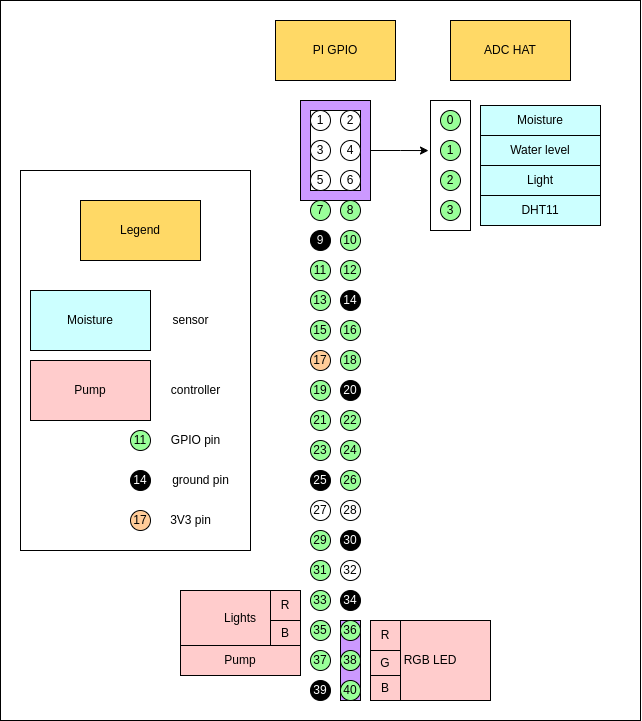 PI GPIO ADC HAT
1 2 0 Moisture
3 4 1 Water level
5 6 2 Light
7 8 3 DHT11
Legend
9 10
11 12
13 14
Moisture sensor
15 16
17 18
Pump controller
19 20
21 22
11 GPIO pin
23 24
14 ground pin
25 26
27 28
17 3V3 pin
29 30
31 32
33 34
Lights R
B
35 36 R
Pump
37 38 G RGB LED
39 40 B